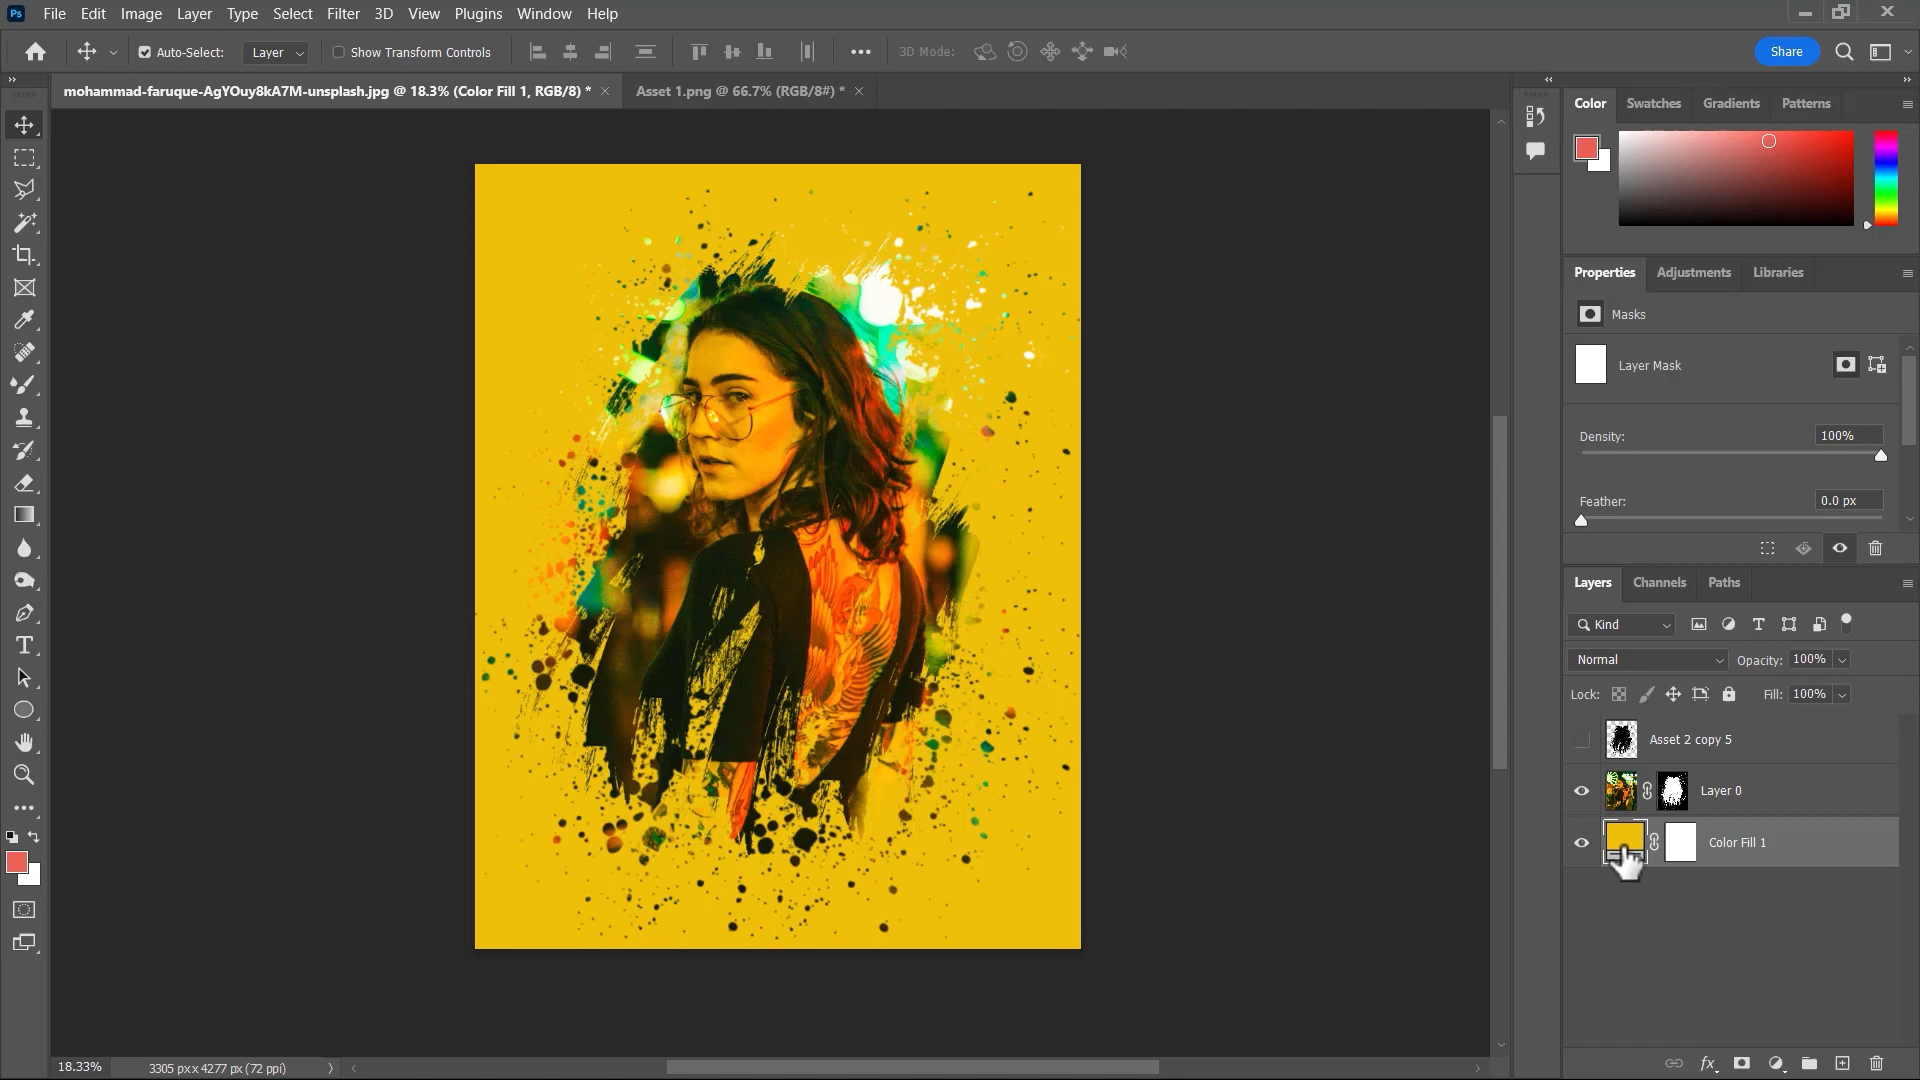 Ps File Edit Image Layer Type Select Filter 3D View Plugins Window Help
Auto-Select: Layer Show Transform Controls 3D Mode: Share
mohammad-faruque-AgYOuy8kA7M-unsplash.jpg @ 18.3% (Color Fill 1, RGB/8) * Asset 1.png @ 66.7% (RGB/8#) *
Color Swatches Gradients Patterns
Properties Adjustments Libraries
Masks
Layer Mask
Density: 100%
Feather: 0.0 px
Layers Channels Paths
Kind
Normal Opacity: 100%
Lock: Fill: 100%
Asset 2 copy 5
Layer 0
Color Fill 1
18.33% 3305 px x 4277 px (72 ppi)
fx